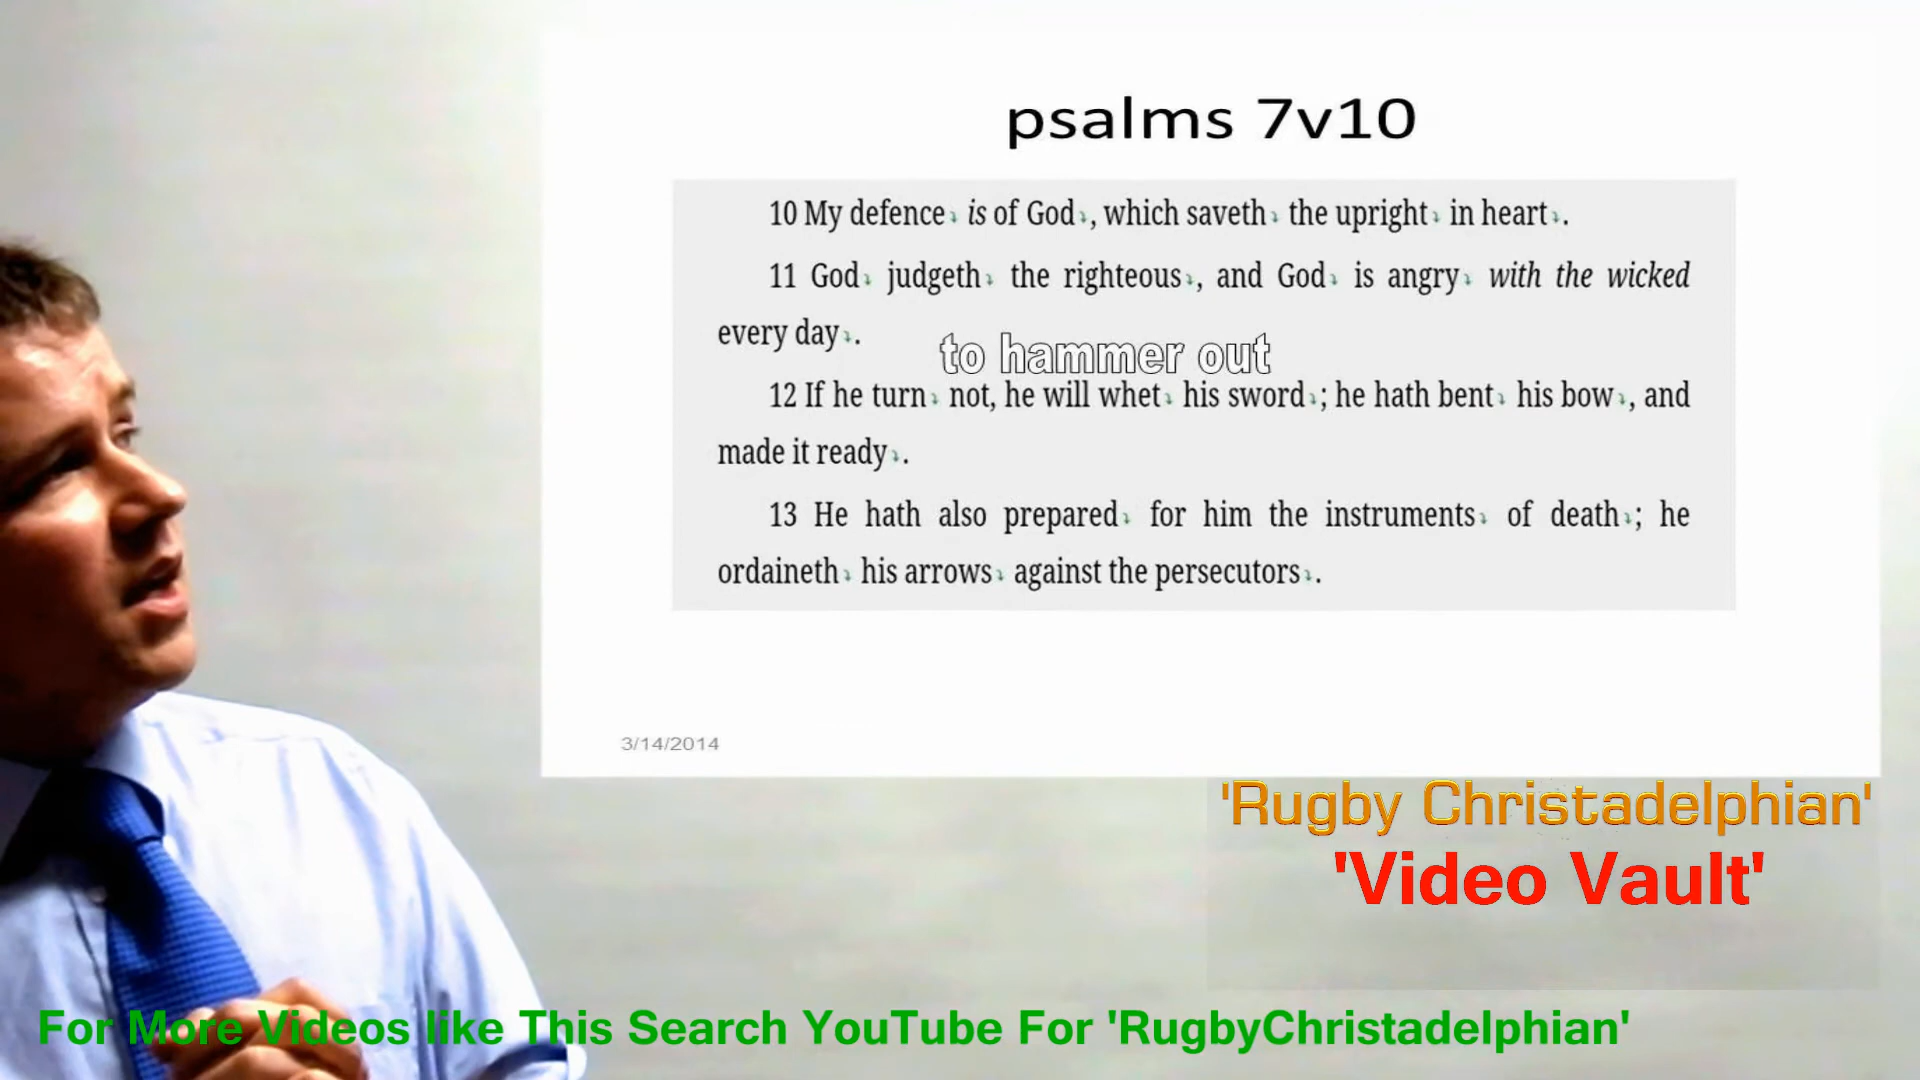 psalms 7v10
10 My defence is of God, which saveth the upright in heart.
11 God judgeth the righteous, and God is angry with the wicked
every day.
to hammer out
12 If he turn not, he will whet his sword; he hath bent his bow, and
made it ready.
13 He hath also prepared for him the instruments of death; he
ordaineth his arrows against the persecutors.
3/14/2014
'Rugby Christadelphian'
'Video Vault'
For More Videos like This Search YouTube For 'RugbyChristadelphian'